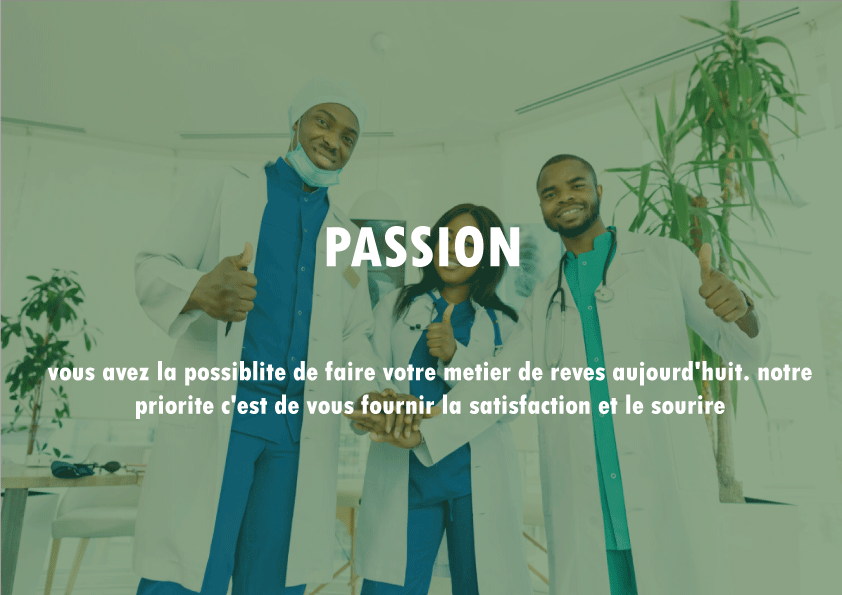 PASSION
vous avez la possiblite de faire votre metier de reves aujourd'huit. notre
priorite c'est de vous fournir la satisfaction et le sourire